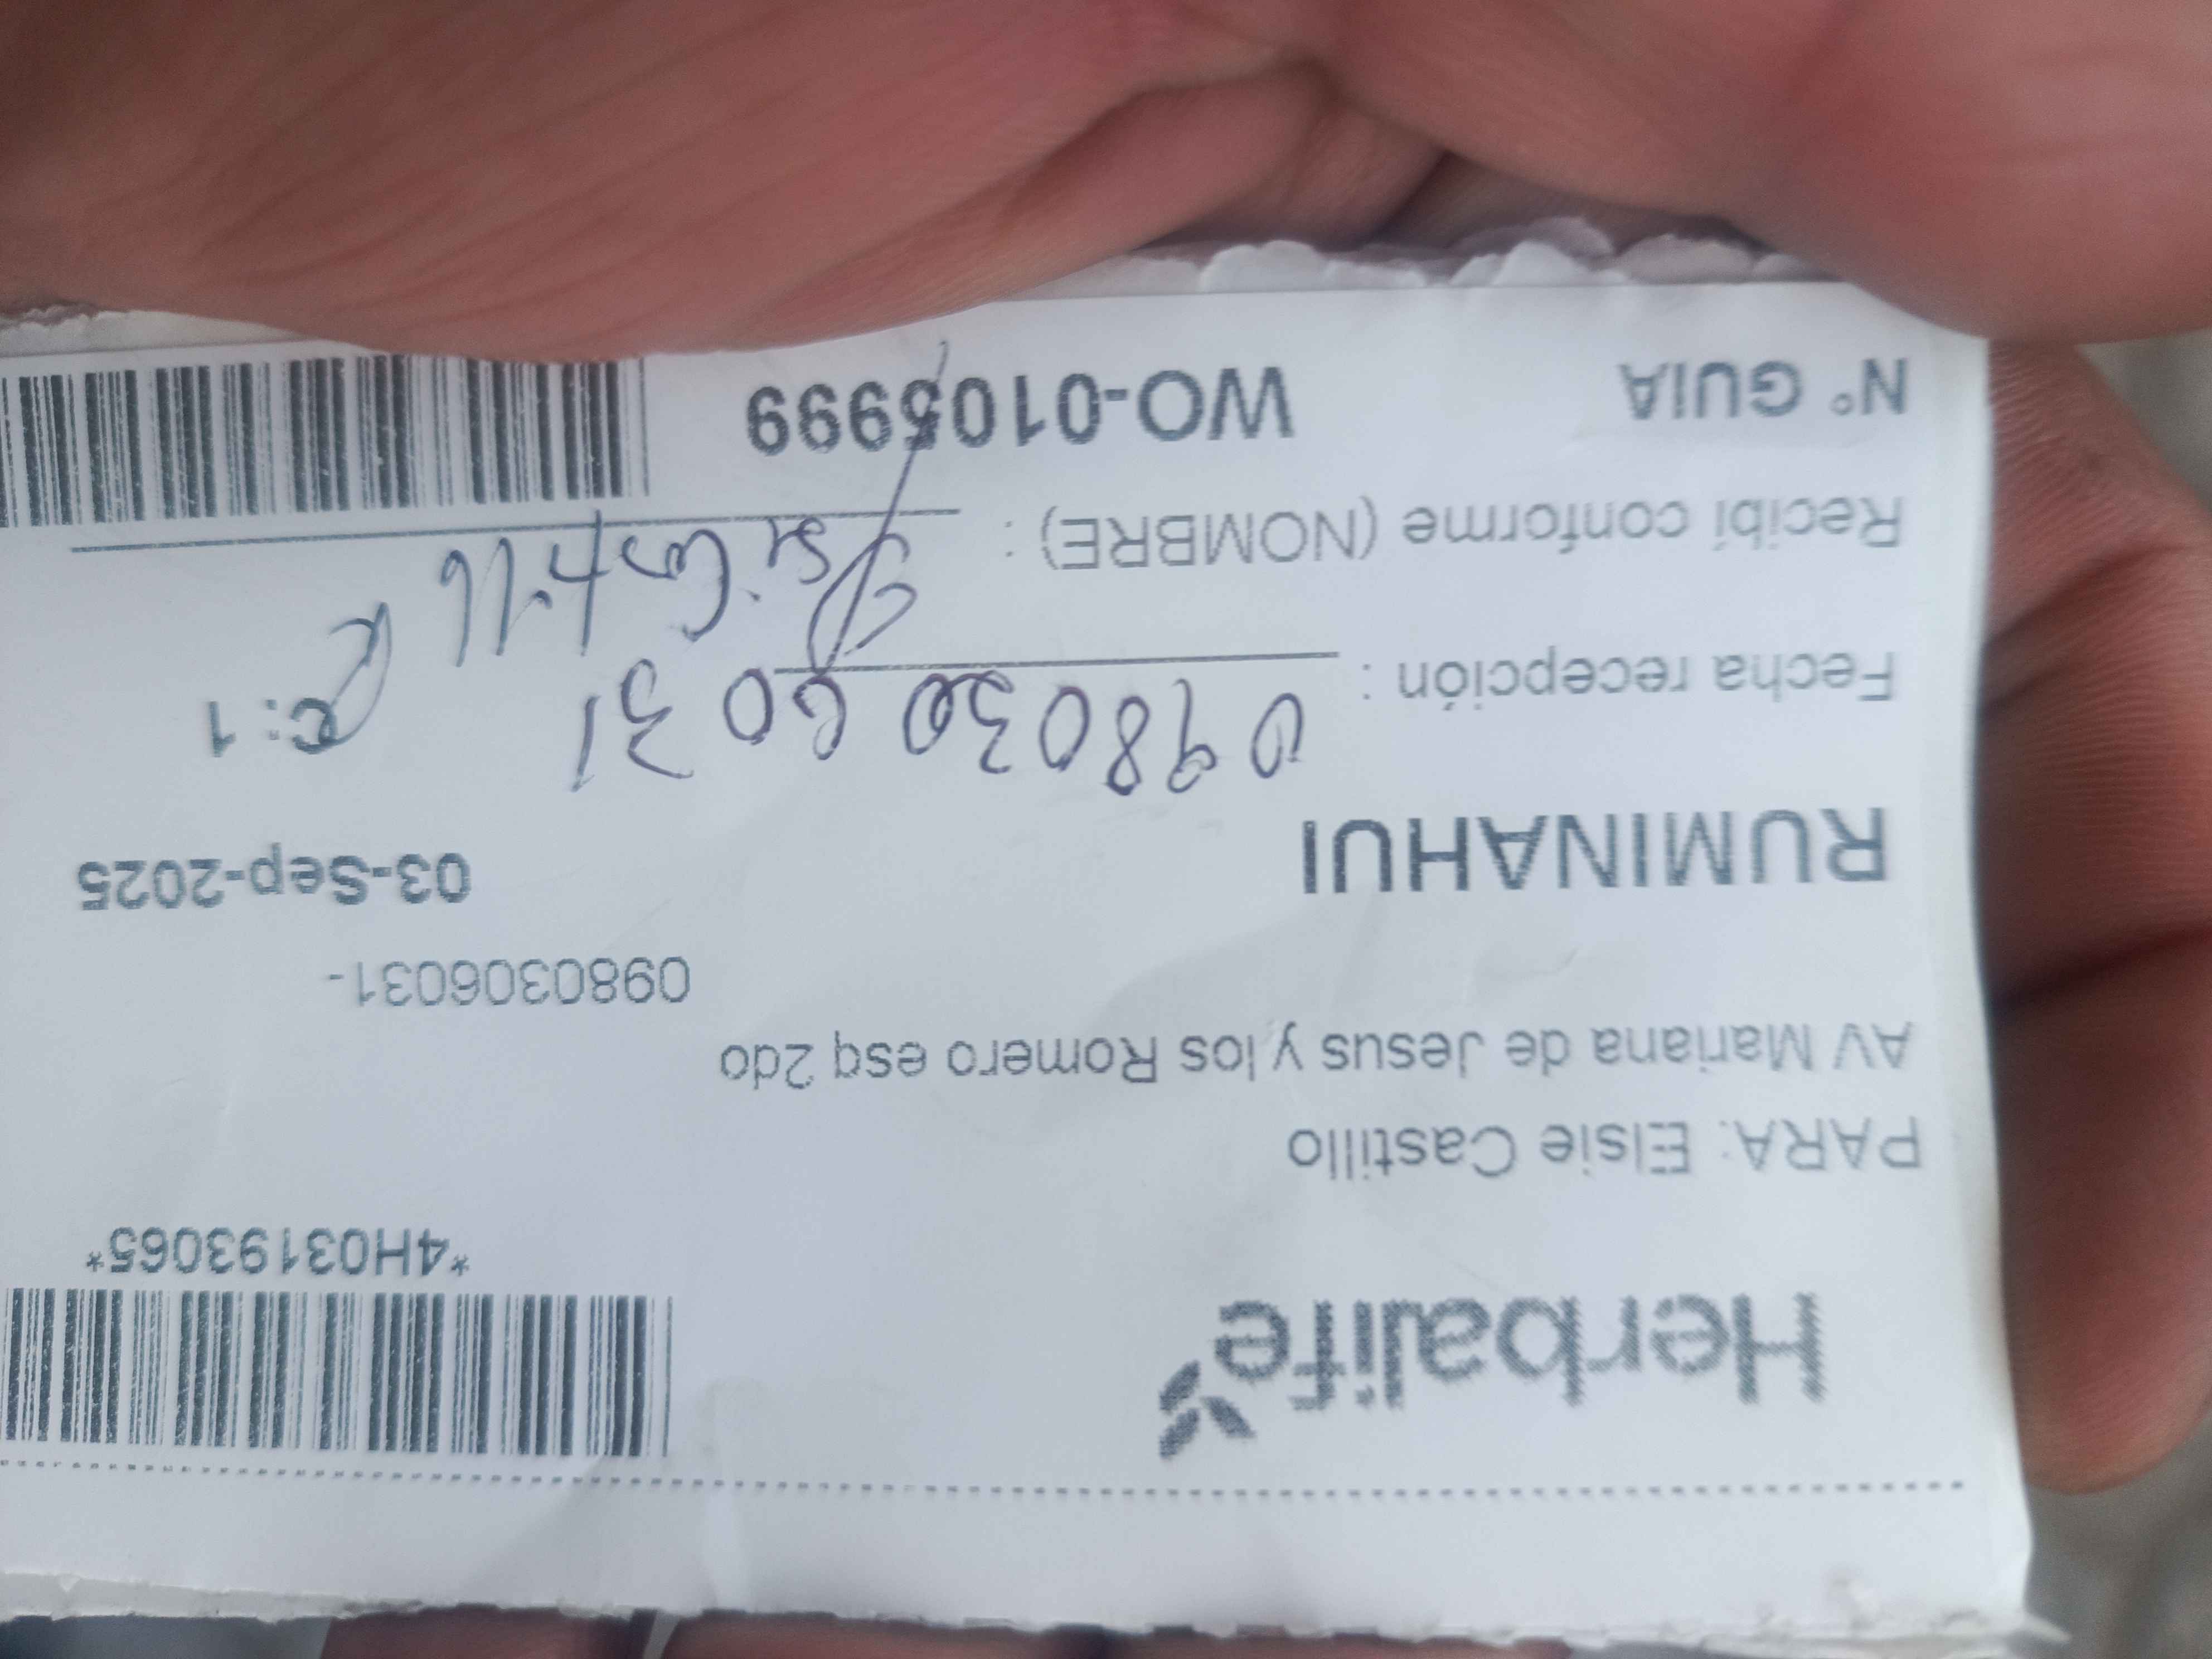 Herbalife
*4H03193065*
PARA: Elsie Castillo
AV Mariana de Jesus y los Romero esq 2do
0980306031-
RUMINAHUI 03-Sep-2025
0980306031
Fecha recepción : C: 1
Recibí conforme (NOMBRE) :
N° GUIA WO-0105999